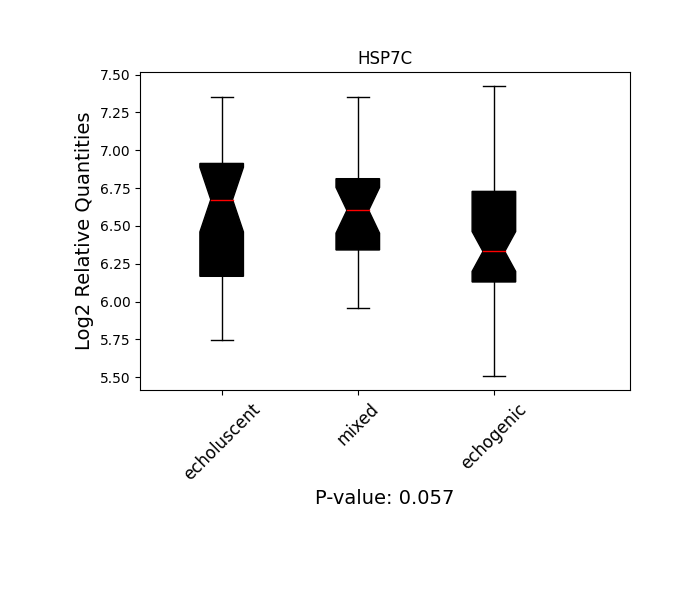 HSP7C
Log2 Relative Quantities
7.50
7.25
7.00
6.75
6.50
6.25
6.00
5.75
5.50
echoluscent
mixed
echogenic
P-value: 0.057